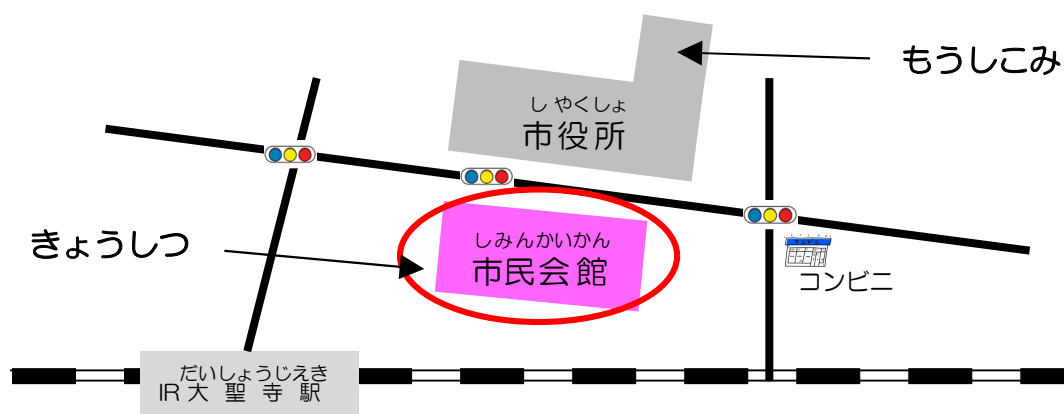 もうしこみ
しやくしょ
市役所
きょうしつ
しみんかいかん
市民会館
コンビニ
だいしょうじえき
IR大聖寺駅